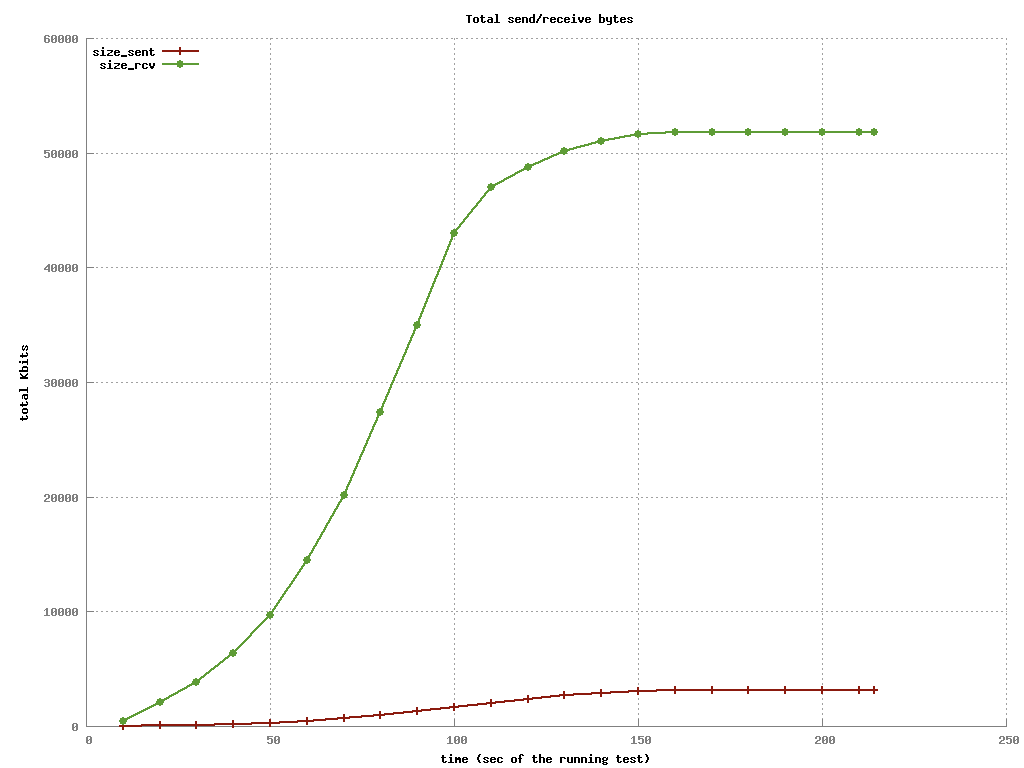 Total send/receive bytes
60000
size_sent
size_rcv
50000
40000
30000
total Kbits
20000
10000
0
0 50 100 150 200 250
time (sec of the running test)